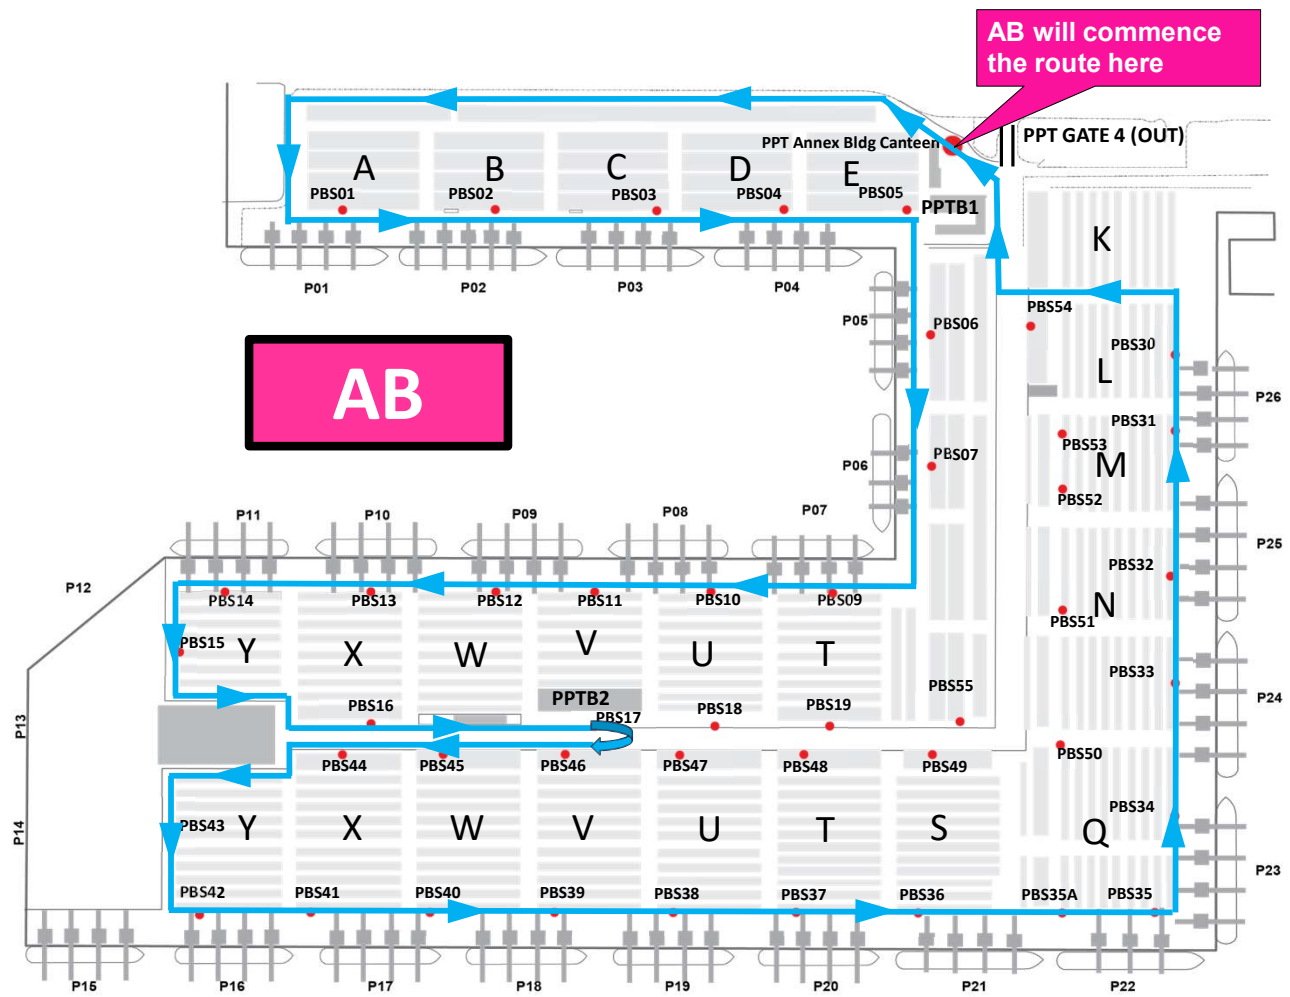 AB will commence
the route here
PPT GATE 4 (OUT)
PPT Annex Bldg Canteen
A
B
C
D
E
PBS01
PBS02
PBS03
PBS04
PBS05
PPTB1
K
P01
P02
P03
P04
P05
PBS06
PBS54
PBS30
L
P26
AB
PBS31
PBS53
M
P06
PBS07
PBS52
P11
P10
P09
P08
P07
P25
P12
PBS14
PBS13
PBS12
PBS11
PBS10
PBS09
PBS32
N
PBS51
PBS15
Y
X
W
V
U
T
PBS33
PBS55
P24
PPTB2
PBS16
PBS17
PBS18
PBS19
P13
PBS44
PBS45
PBS46
PBS47
PBS48
PBS49
PBS50
PBS34
P14
PBS43
Y
X
W
V
U
T
S
Q
P23
PBS42
PBS41
PBS40
PBS39
PBS38
PBS37
PBS36
PBS35A
PBS35
P15
P16
P17
P18
P19
P20
P21
P22